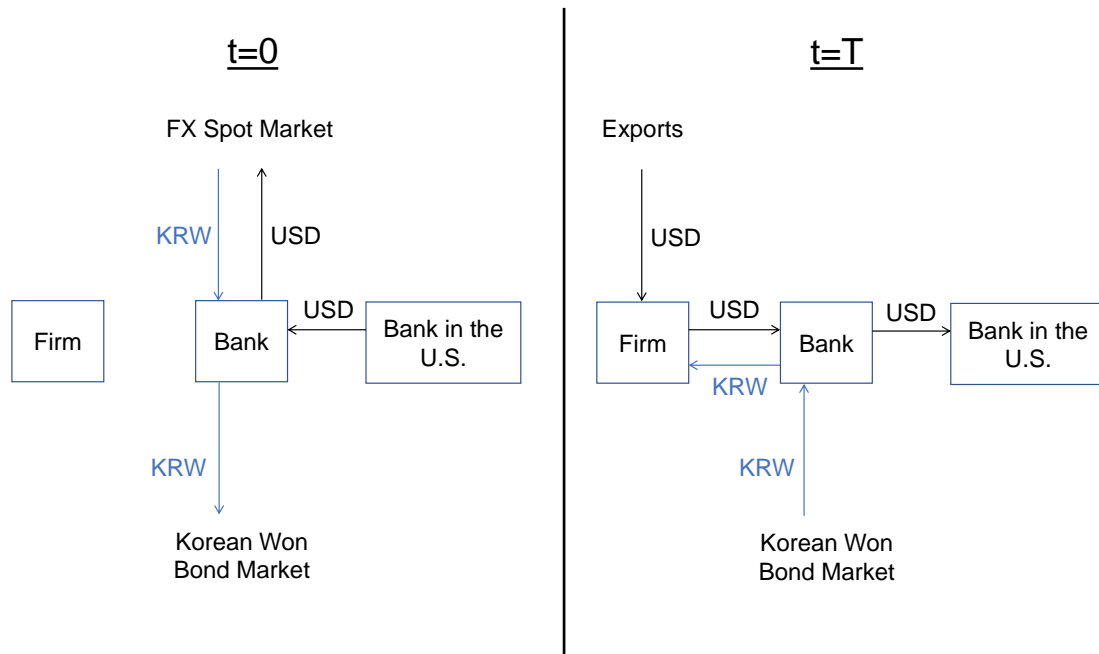 t=0
FX Spot Market
KRW
USD
USD
Firm
Bank
Bank in the
U.S.
KRW
Korean Won
Bond Market
t=T
Exports
USD
USD
USD
Firm
Bank
Bank in the
U.S.
KRW
Korean Won
Bond Market